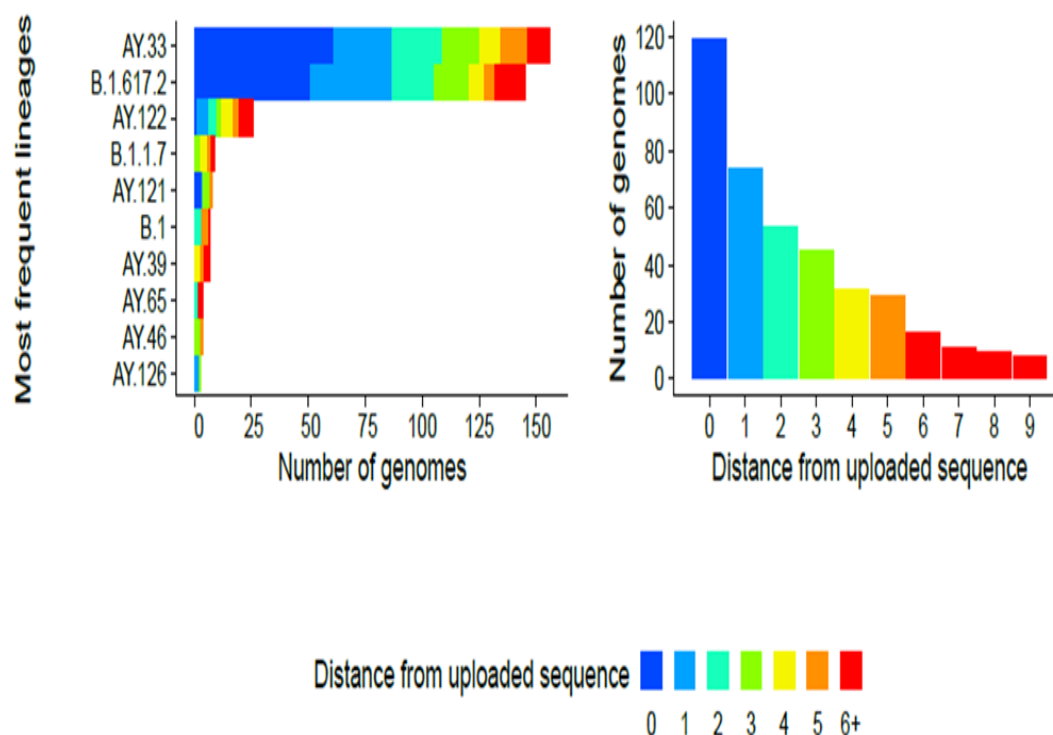 Most frequent lineages
AY.33
B.1.617.2
AY.122
B.1.1.7
AY.121
B.1
AY.39
AY.65
AY.46
AY.126
0 25 50 75 100 125 150
Number of genomes
Number of genomes
120
100
80
60
40
20
0
0 1 2 3 4 5 6 7 8 9
Distance from uploaded sequence
Distance from uploaded sequence
0 1 2 3 4 5 6+